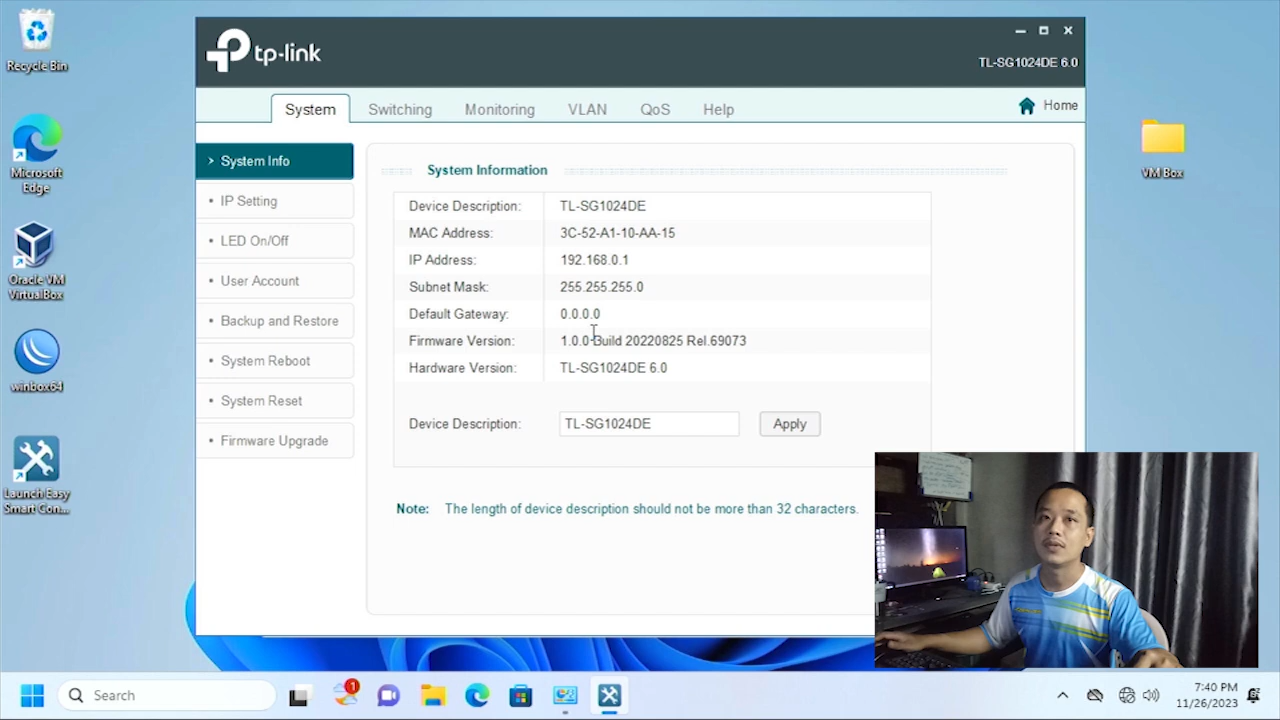 Recycle Bin
Microsoft
Edge
Oracle VM
VirtualBox
winbox64
Launch Easy
Smart Con...
tp-link
TL-SG1024DE 6.0
System
Switching
Monitoring
VLAN
QoS
Help
Home
System Info
IP Setting
LED On/Off
User Account
Backup and Restore
System Reboot
System Reset
Firmware Upgrade
System Information
Device Description: TL-SG1024DE
MAC Address: 3C-52-A1-10-AA-15
IP Address: 192.168.0.1
Subnet Mask: 255.255.255.0
Default Gateway: 0.0.0.0
Firmware Version: 1.0.0 Build 20220825 Rel.69073
Hardware Version: TL-SG1024DE 6.0
Device Description: TL-SG1024DE Apply
Note: The length of device description should not be more than 32 characters.
VM Box
Search
1
7:40 PM
11/26/2023